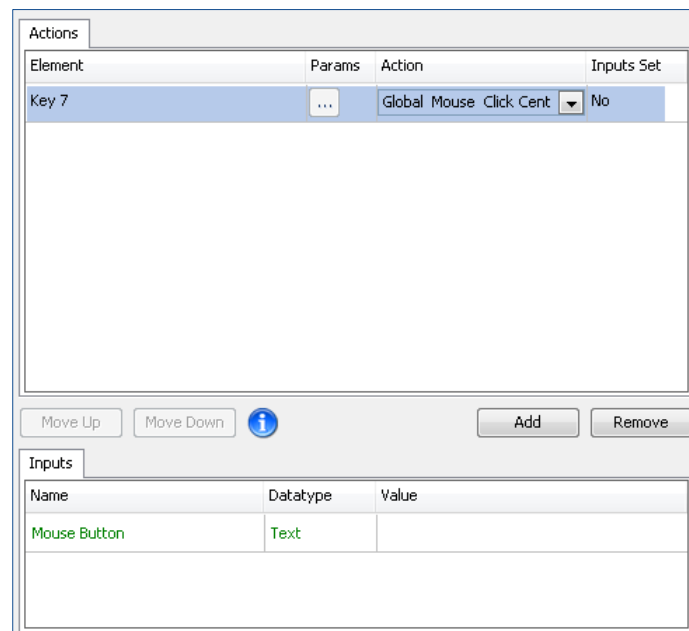 Actions
Element Params Action Inputs Set
Key 7 ... Global Mouse Click Cent No
Move Up Move Down i Add Remove
Inputs
Name Datatype Value
Mouse Button Text